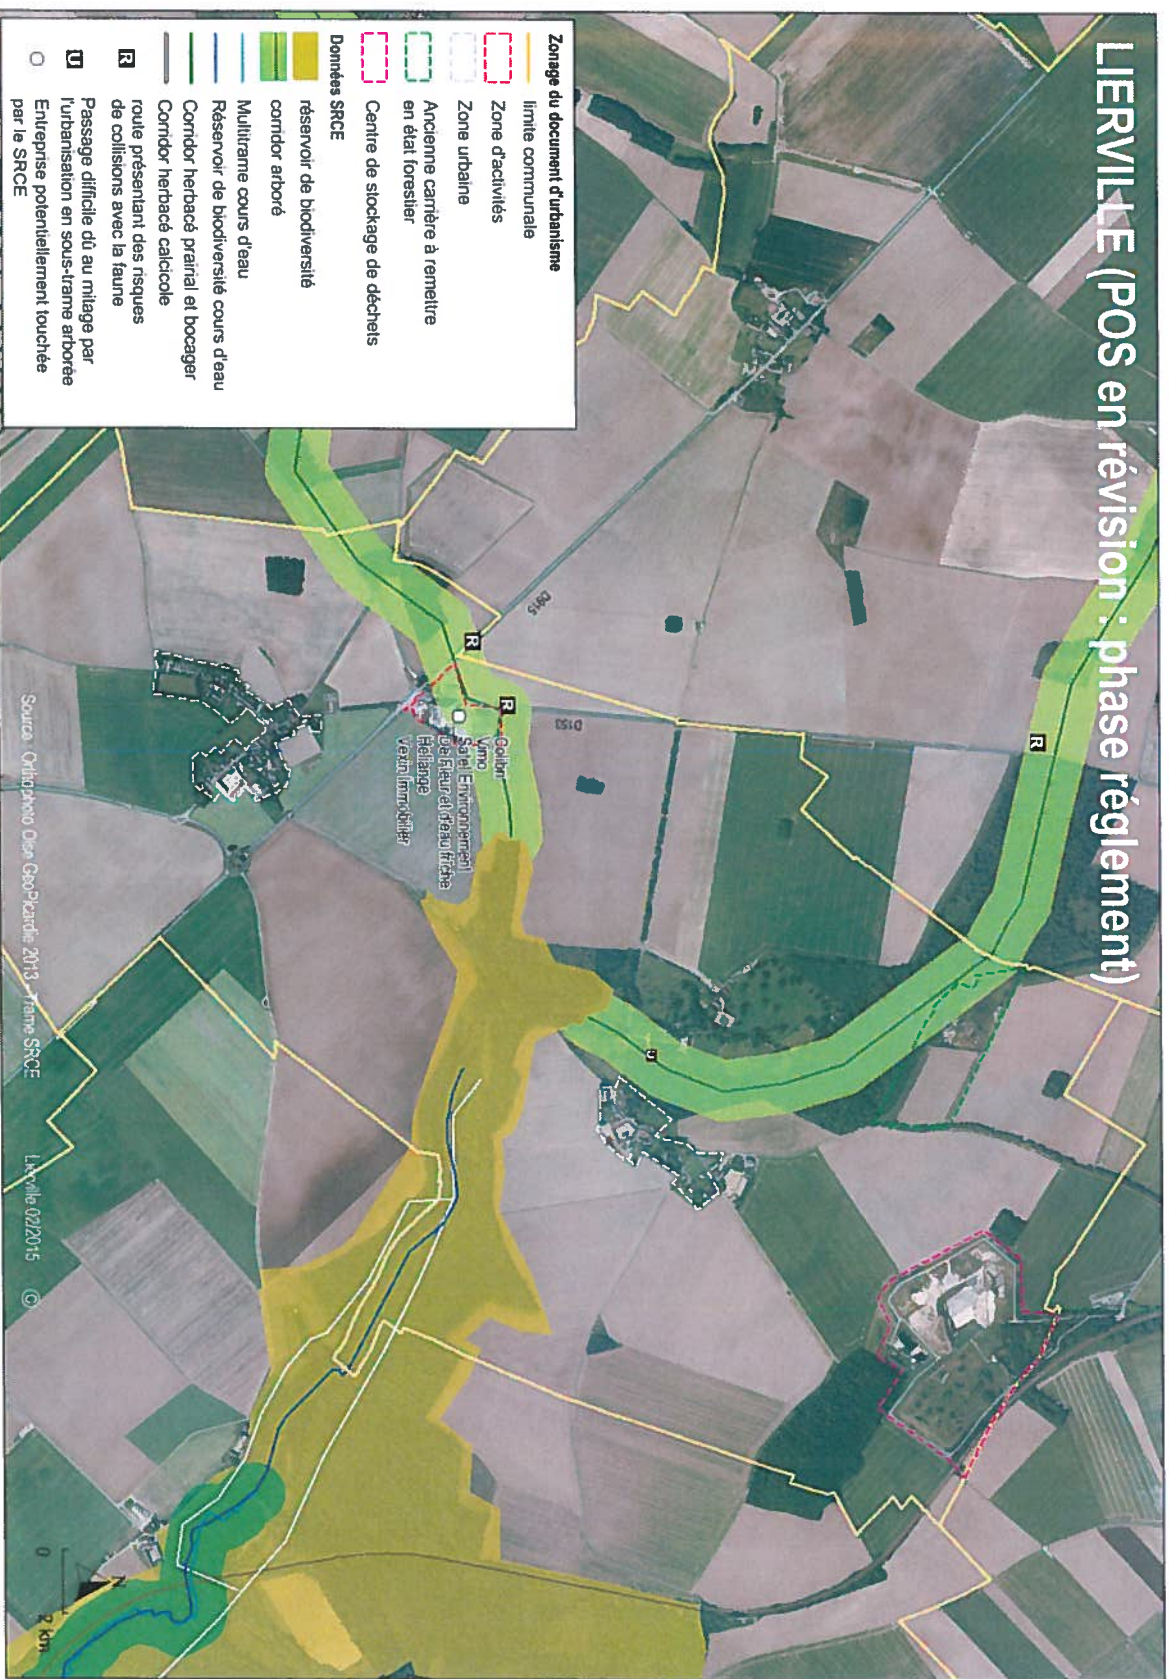 LIERVILLE (POS en révision : phase réglement)
Zonage du document d'urbanisme
limite communale
Zone d'activités
Zone urbaine
Ancienne carrière à remettre
en état forestier
Centre de stockage de déchets
Données SRCE
réservoir de biodiversité
corridor arboré
Multitrame cours d'eau
Réservoir de biodiversité cours d'eau
Corridor herbacé prairial et bocager
Corridor herbacé calcicole
R
route présentant des risques
de collisions avec la faune
U
Passage difficile dû au mitage par
l'urbanisation en sous-trame arborée
Entreprise potentiellement touchée
par le SRCE
D915
D153
R
R
R
U
Vimo
Environnement
De Fleur et d'eau friche
Heliange
Vexin Immobilier
N
0 2 km
Source : Orthophoto Oise GéoPicardie 2013 - Trame SRCE
Lierville 02/2015 ©